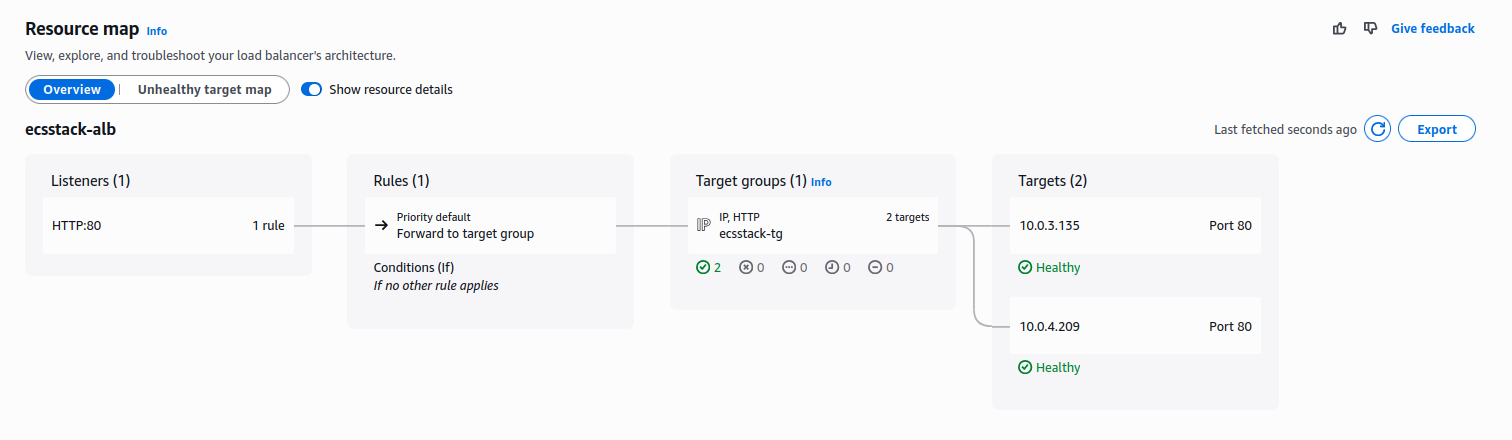 Resource map Info
Give feedback
View, explore, and troubleshoot your load balancer's architecture.
Overview | Unhealthy target map Show resource details
ecsstack-alb
Last fetched seconds ago Export
Listeners (1)
HTTP:80 1 rule
Rules (1)
Priority default
Forward to target group
Conditions (If)
If no other rule applies
Target groups (1) Info
IP, HTTP 2 targets
ecsstack-tg
2 0 0 0 0
Targets (2)
10.0.3.135 Port 80
Healthy
10.0.4.209 Port 80
Healthy